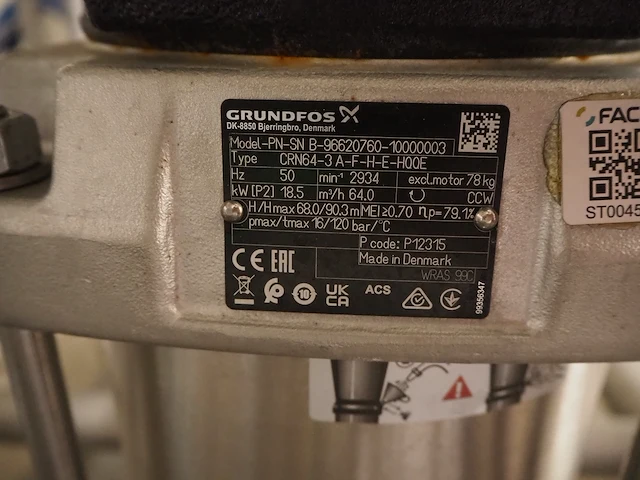 GRUNDFOS
DK-8850 Bjerringbro, Denmark
Model-PN-SN B-96620760-10000003
Type CRN64-3 A-F-H-E-HQQE
Hz 50 min⁻¹ 2934 excl.motor 78 kg
kW [P2] 18.5 m³/h 64.0 CCW
H/Hmax 68.0/90.3 m MEI≥0.70 ηp=79.1%
pmax/tmax 16/120 bar/°C
P code: P12315
Made in Denmark
WRAS 99C
CE EAC
10 UK CA ACS
99356347
FAC
ST0045